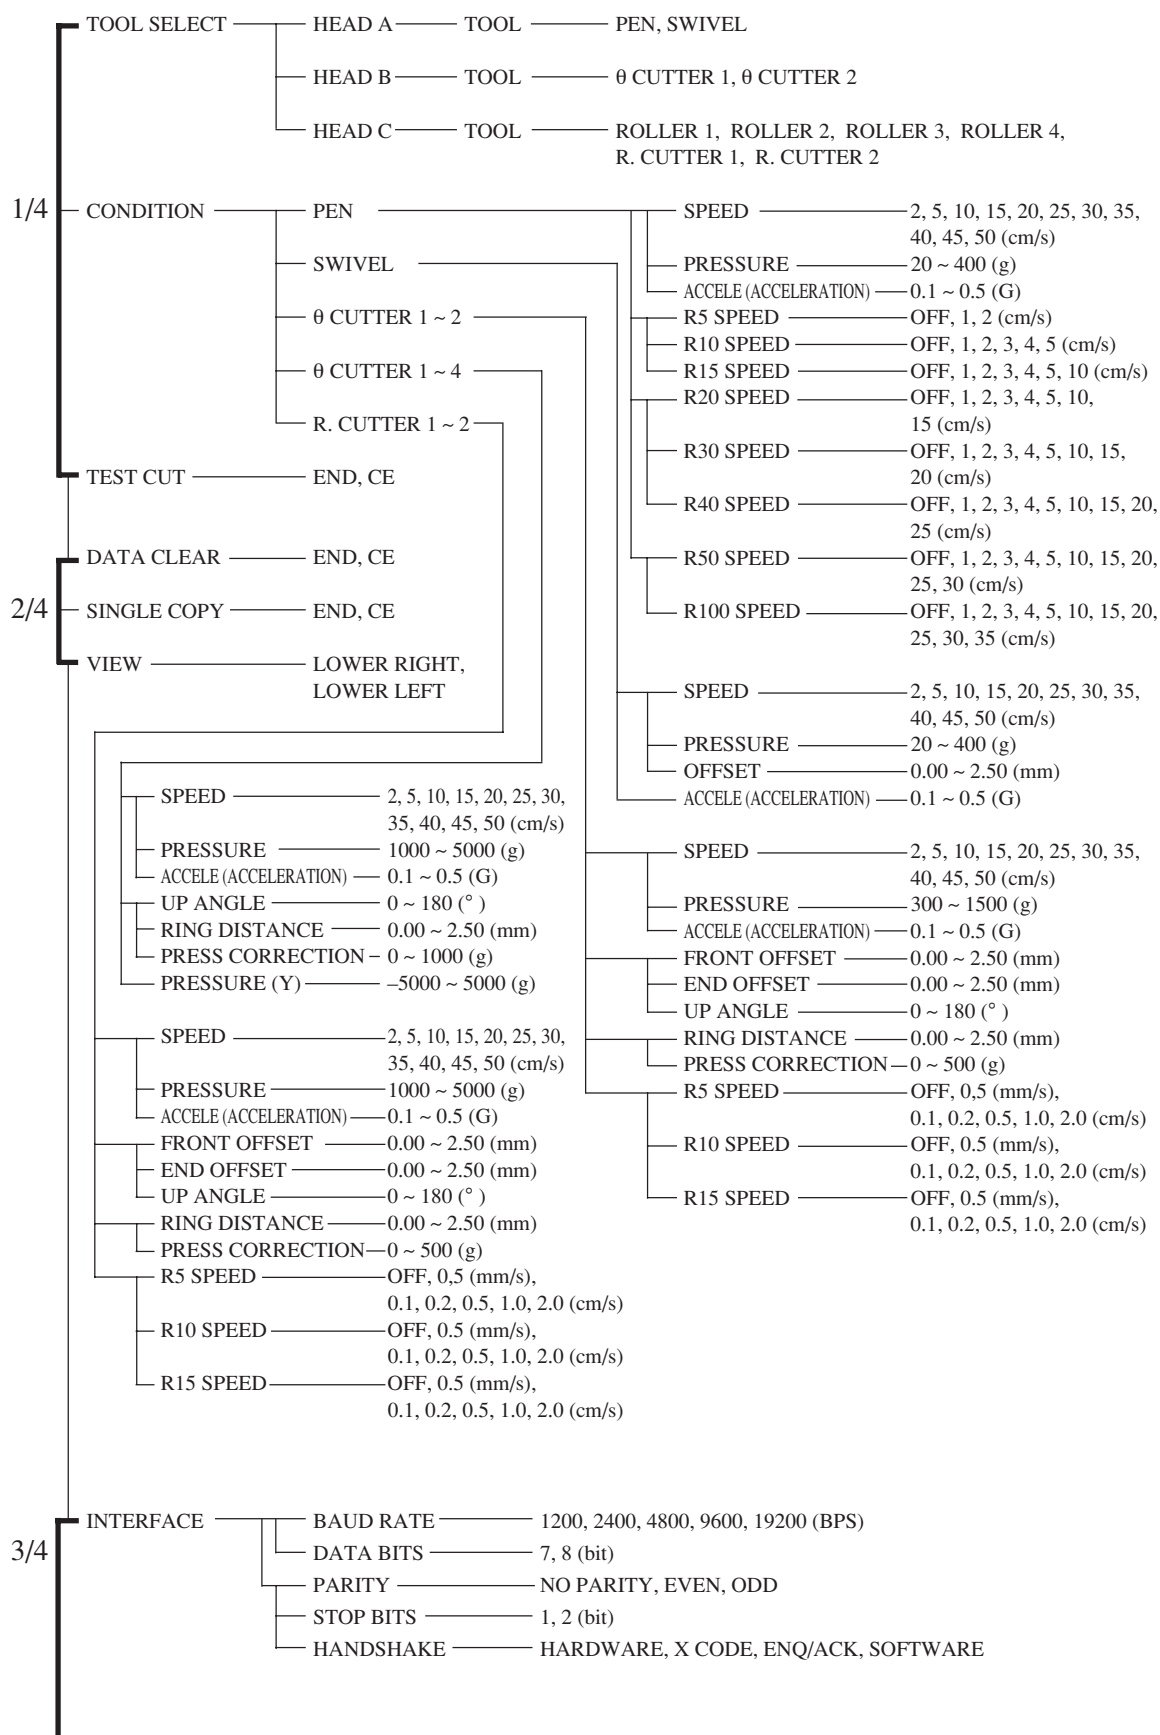 TOOL SELECT HEAD A TOOL PEN, SWIVEL
HEAD B TOOL θ CUTTER 1, θ CUTTER 2
HEAD C TOOL ROLLER 1, ROLLER 2, ROLLER 3, ROLLER 4,
R. CUTTER 1, R. CUTTER 2
1/4 CONDITION PEN SPEED 2, 5, 10, 15, 20, 25, 30, 35,
40, 45, 50 (cm/s)
SWIVEL PRESSURE 20 ~ 400 (g)
ACCELE (ACCELERATION) 0.1 ~ 0.5 (G)
θ CUTTER 1 ~ 2 R5 SPEED OFF, 1, 2 (cm/s)
R10 SPEED OFF, 1, 2, 3, 4, 5 (cm/s)
θ CUTTER 1 ~ 4 R15 SPEED OFF, 1, 2, 3, 4, 5, 10 (cm/s)
R20 SPEED OFF, 1, 2, 3, 4, 5, 10,
R. CUTTER 1 ~ 2 15 (cm/s)
R30 SPEED OFF, 1, 2, 3, 4, 5, 10, 15,
TEST CUT END, CE 20 (cm/s)
R40 SPEED OFF, 1, 2, 3, 4, 5, 10, 15, 20,
25 (cm/s)
DATA CLEAR END, CE R50 SPEED OFF, 1, 2, 3, 4, 5, 10, 15, 20,
25, 30 (cm/s)
2/4 SINGLE COPY END, CE R100 SPEED OFF, 1, 2, 3, 4, 5, 10, 15, 20,
25, 30, 35 (cm/s)
VIEW LOWER RIGHT,
LOWER LEFT SPEED 2, 5, 10, 15, 20, 25, 30, 35,
40, 45, 50 (cm/s)
PRESSURE 20 ~ 400 (g)
OFFSET 0.00 ~ 2.50 (mm)
SPEED 2, 5, 10, 15, 20, 25, 30, ACCELE (ACCELERATION) 0.1 ~ 0.5 (G)
35, 40, 45, 50 (cm/s)
PRESSURE 1000 ~ 5000 (g) SPEED 2, 5, 10, 15, 20, 25, 30, 35,
ACCELE (ACCELERATION) 0.1 ~ 0.5 (G) 40, 45, 50 (cm/s)
UP ANGLE 0 ~ 180 (° ) PRESSURE 300 ~ 1500 (g)
RING DISTANCE 0.00 ~ 2.50 (mm) ACCELE (ACCELERATION) 0.1 ~ 0.5 (G)
PRESS CORRECTION 0 ~ 1000 (g) FRONT OFFSET 0.00 ~ 2.50 (mm)
PRESSURE (Y) –5000 ~ 5000 (g) END OFFSET 0.00 ~ 2.50 (mm)
UP ANGLE 0 ~ 180 (° )
SPEED 2, 5, 10, 15, 20, 25, 30, RING DISTANCE 0.00 ~ 2.50 (mm)
35, 40, 45, 50 (cm/s) PRESS CORRECTION 0 ~ 500 (g)
PRESSURE 1000 ~ 5000 (g) R5 SPEED OFF, 0,5 (mm/s),
ACCELE (ACCELERATION) 0.1 ~ 0.5 (G) 0.1, 0.2, 0.5, 1.0, 2.0 (cm/s)
FRONT OFFSET 0.00 ~ 2.50 (mm) R10 SPEED OFF, 0.5 (mm/s),
END OFFSET 0.00 ~ 2.50 (mm) 0.1, 0.2, 0.5, 1.0, 2.0 (cm/s)
UP ANGLE 0 ~ 180 (° ) R15 SPEED OFF, 0.5 (mm/s),
RING DISTANCE 0.00 ~ 2.50 (mm) 0.1, 0.2, 0.5, 1.0, 2.0 (cm/s)
PRESS CORRECTION 0 ~ 500 (g)
R5 SPEED OFF, 0,5 (mm/s),
0.1, 0.2, 0.5, 1.0, 2.0 (cm/s)
R10 SPEED OFF, 0.5 (mm/s),
0.1, 0.2, 0.5, 1.0, 2.0 (cm/s)
R15 SPEED OFF, 0.5 (mm/s),
0.1, 0.2, 0.5, 1.0, 2.0 (cm/s)
INTERFACE BAUD RATE 1200, 2400, 4800, 9600, 19200 (BPS)
3/4 DATA BITS 7, 8 (bit)
PARITY NO PARITY, EVEN, ODD
STOP BITS 1, 2 (bit)
HANDSHAKE HARDWARE, X CODE, ENQ/ACK, SOFTWARE